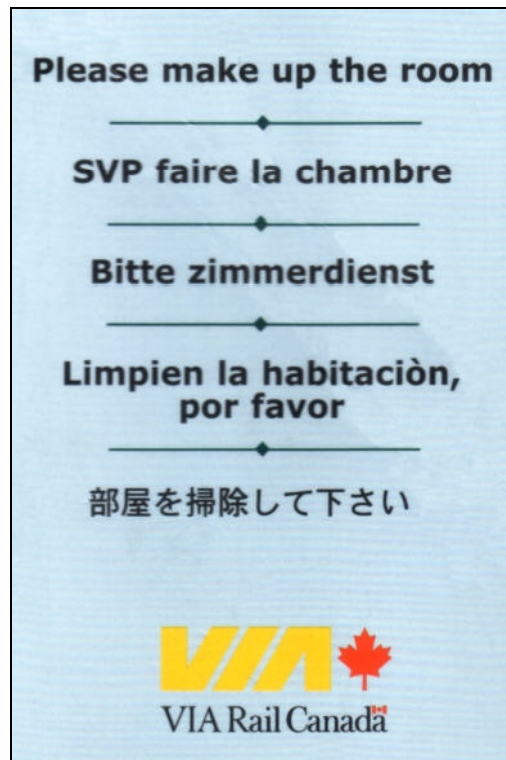 Please make up the room
SVP faire la chambre
Bitte zimmerdienst
Limpien la habitaciòn,
por favor
部屋を掃除して下さい
VIA
VIA Rail Canada